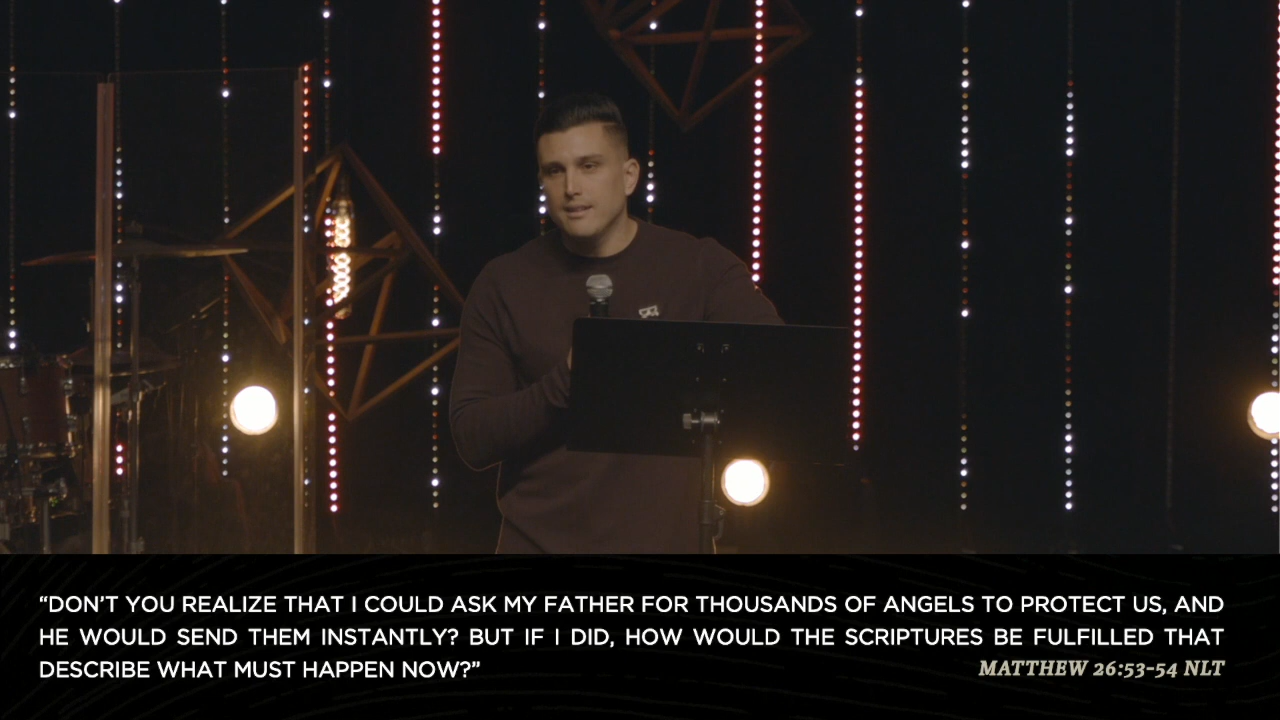 “DON’T YOU REALIZE THAT I COULD ASK MY FATHER FOR THOUSANDS OF ANGELS TO PROTECT US, AND
HE WOULD SEND THEM INSTANTLY? BUT IF I DID, HOW WOULD THE SCRIPTURES BE FULFILLED THAT
DESCRIBE WHAT MUST HAPPEN NOW?”
MATTHEW 26:53-54 NLT